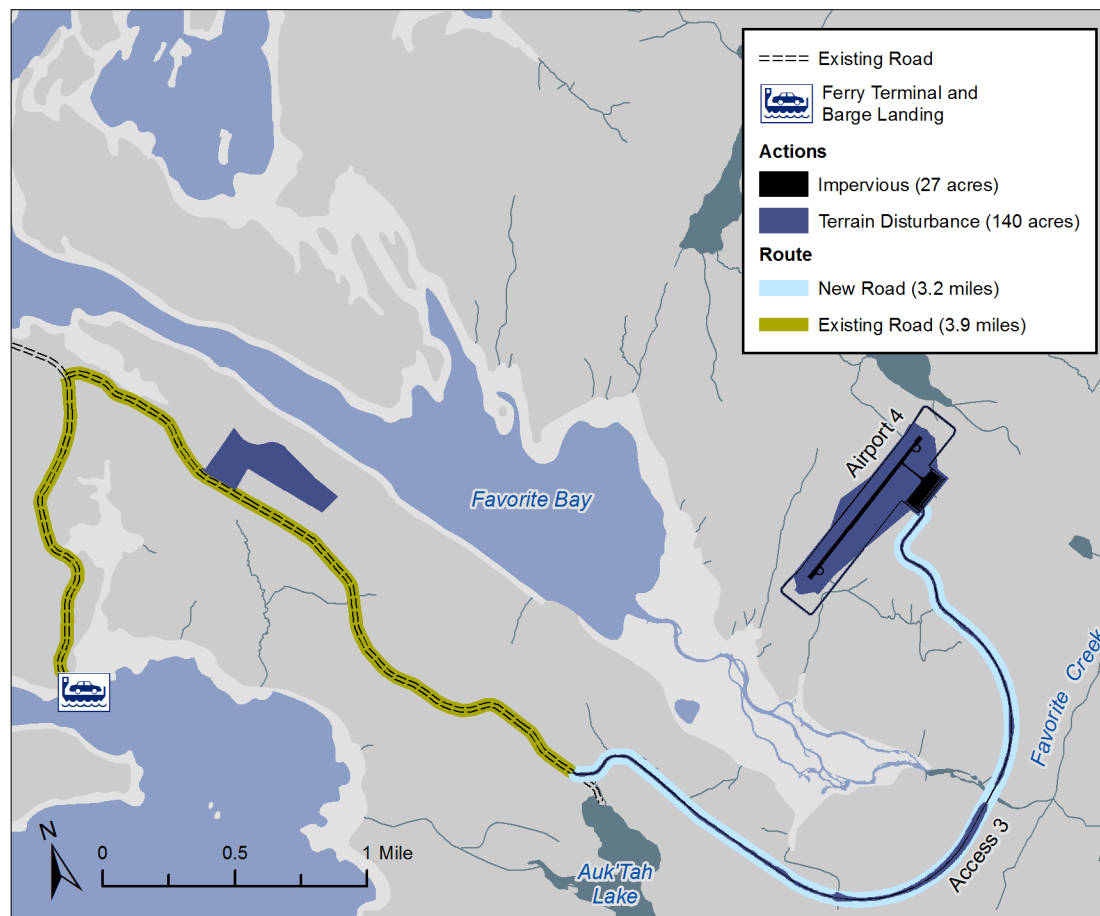 Existing Road
Ferry Terminal and
Barge Landing
Actions
Impervious (27 acres)
Terrain Disturbance (140 acres)
Route
New Road (3.2 miles)
Existing Road (3.9 miles)
Airport 4
Favorite Bay
Favorite Creek
Access 3
Auk'Tah
Lake
N
0 0.5 1 Mile